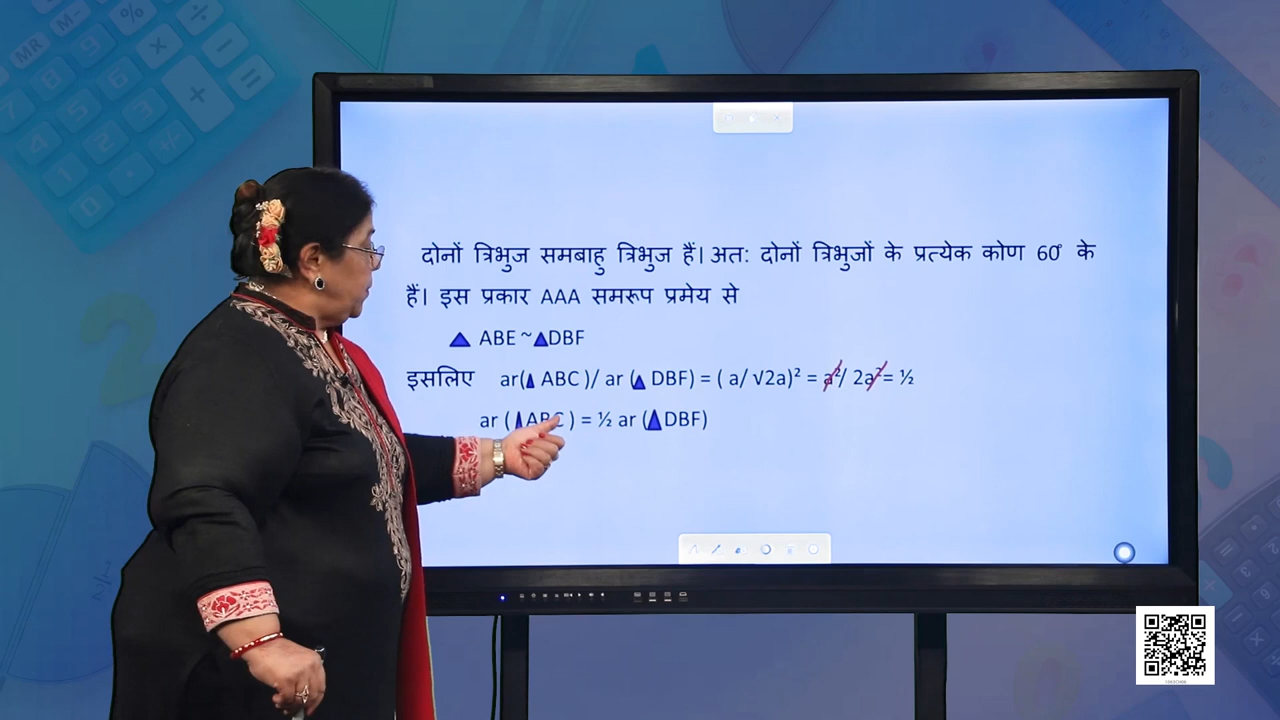 दोनों त्रिभुज समबाहु त्रिभुज हैं। अत: दोनों त्रिभुजों के प्रत्येक कोण 60° के
हैं। इस प्रकार AAA समरूप प्रमेय से
▲ ABE ~ ▲DBF
इसलिए ar(▲ ABC )/ ar (▲ DBF) = ( a/ √2a)² = a²/ 2a²= ½
ar (▲ABC ) = ½ ar (▲DBF)